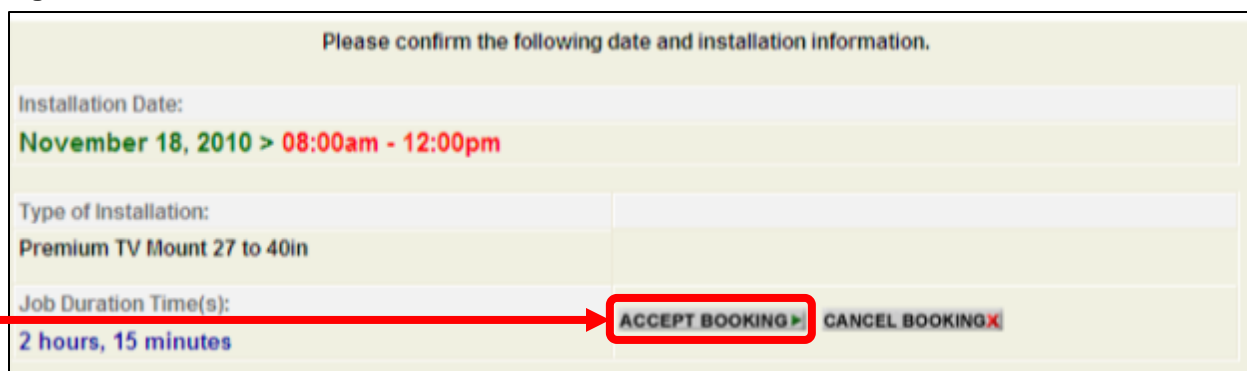 Please confirm the following date and installation information.
Installation Date:
November 18, 2010 > 08:00am - 12:00pm
Type of Installation:
Premium TV Mount 27 to 40in
Job Duration Time(s):
2 hours, 15 minutes
ACCEPT BOOKING CANCEL BOOKINGX